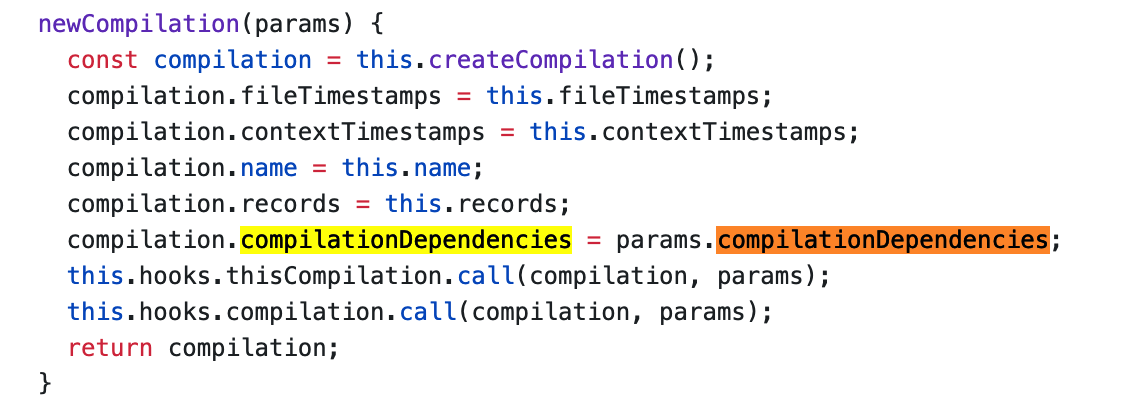 newCompilation(params) {
const compilation = this.createCompilation();
compilation.fileTimestamps = this.fileTimestamps;
compilation.contextTimestamps = this.contextTimestamps;
compilation.name = this.name;
compilation.records = this.records;
compilation.compilationDependencies = params.compilationDependencies;
this.hooks.thisCompilation.call(compilation, params);
this.hooks.compilation.call(compilation, params);
return compilation;
}